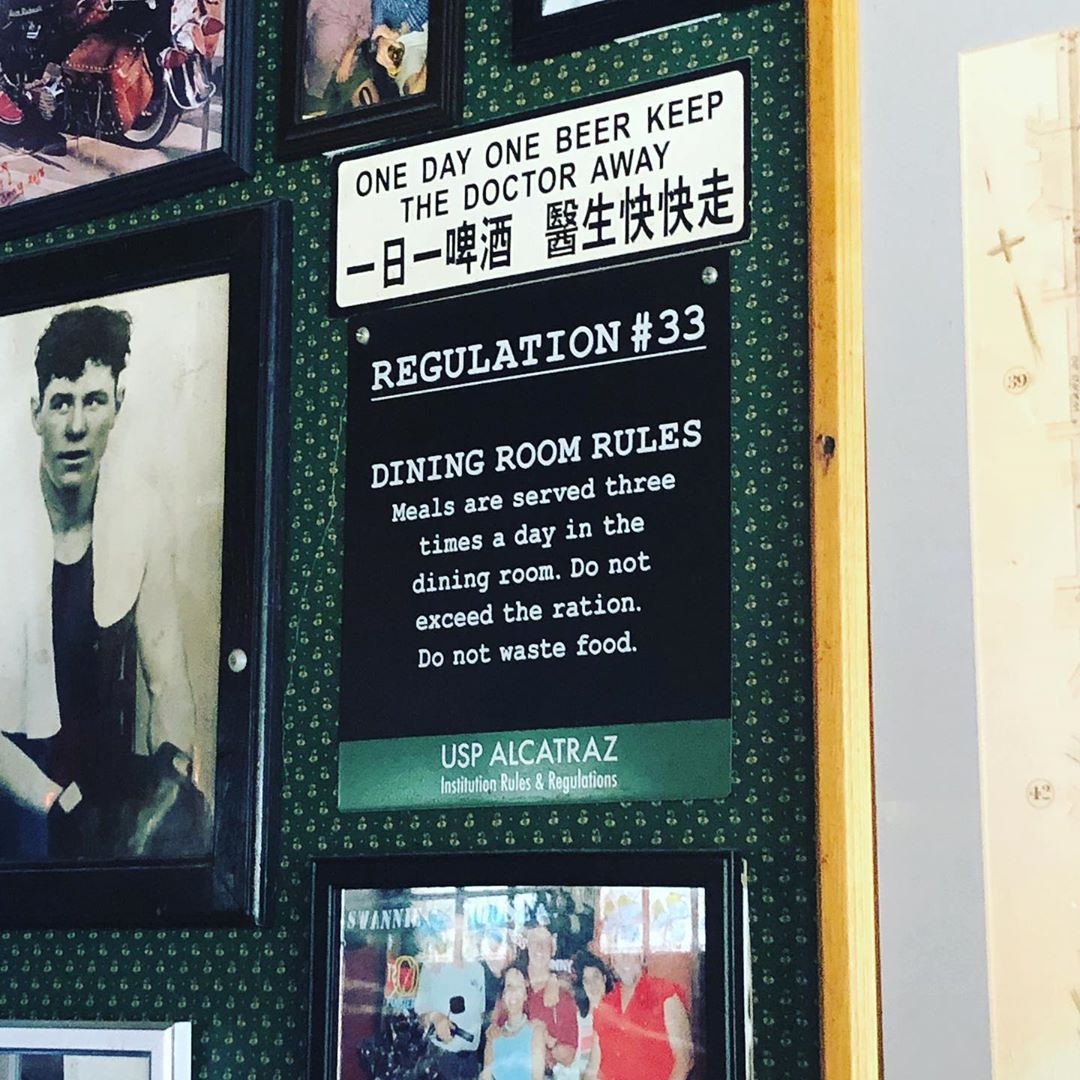 ONE DAY ONE BEER KEEP
THE DOCTOR AWAY
一日一啤酒 醫生快快走
REGULATION #33
DINING ROOM RULES
Meals are served three
times a day in the
dining room. Do not
exceed the ration.
Do not waste food.
USP ALCATRAZ
Institution Rules & Regulations
39
42